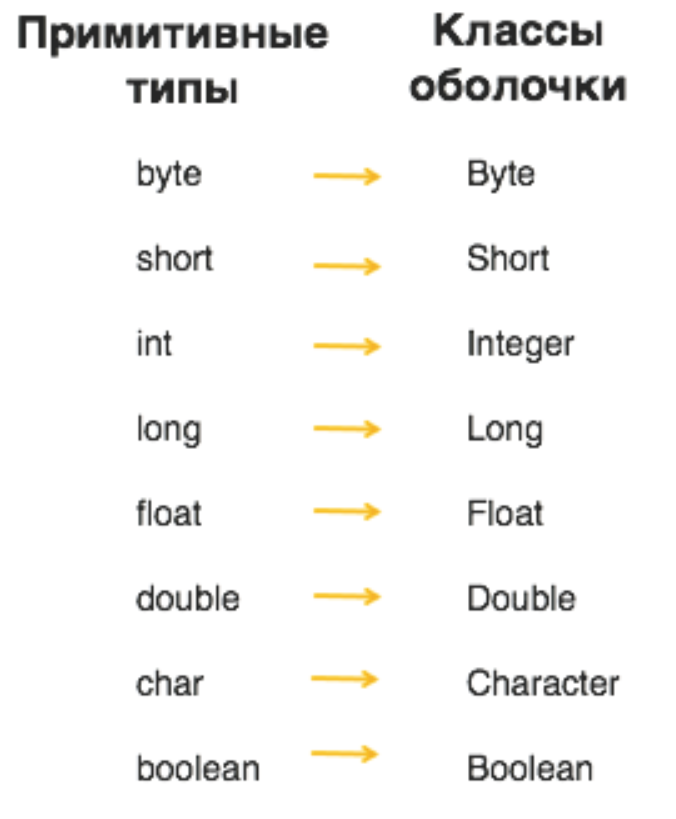 Примитивные Классы
типы оболочки
byte → Byte
short → Short
int → Integer
long → Long
float → Float
double → Double
char → Character
boolean → Boolean